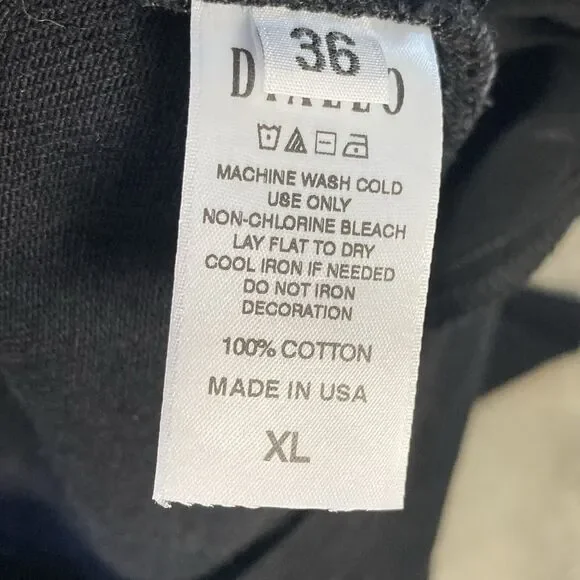 36
MACHINE WASH COLD
USE ONLY
NON-CHLORINE BLEACH
LAY FLAT TO DRY
COOL IRON IF NEEDED
DO NOT IRON
DECORATION
100% COTTON
MADE IN USA
XL